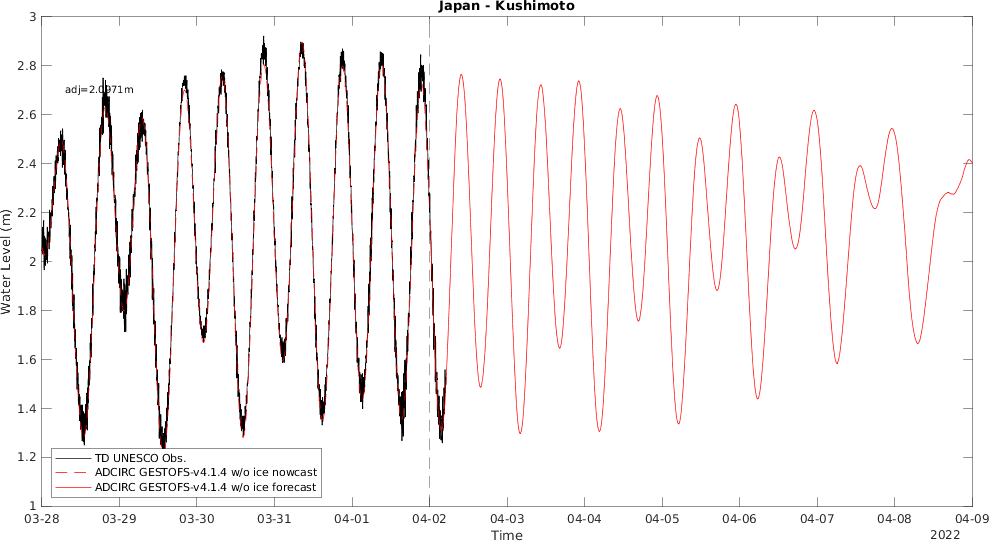 Japan - Kushimoto
3
2.8
2.6
2.4
2.2
2
1.8
1.6
1.4
1.2
1
Water Level (m)
adj=2.0971m
TD UNESCO Obs.
ADCIRC GESTOFS-v4.1.4 w/o ice nowcast
ADCIRC GESTOFS-v4.1.4 w/o ice forecast
03-28 03-29 03-30 03-31 04-01 04-02 04-03 04-04 04-05 04-06 04-07 04-08 04-09
Time
2022